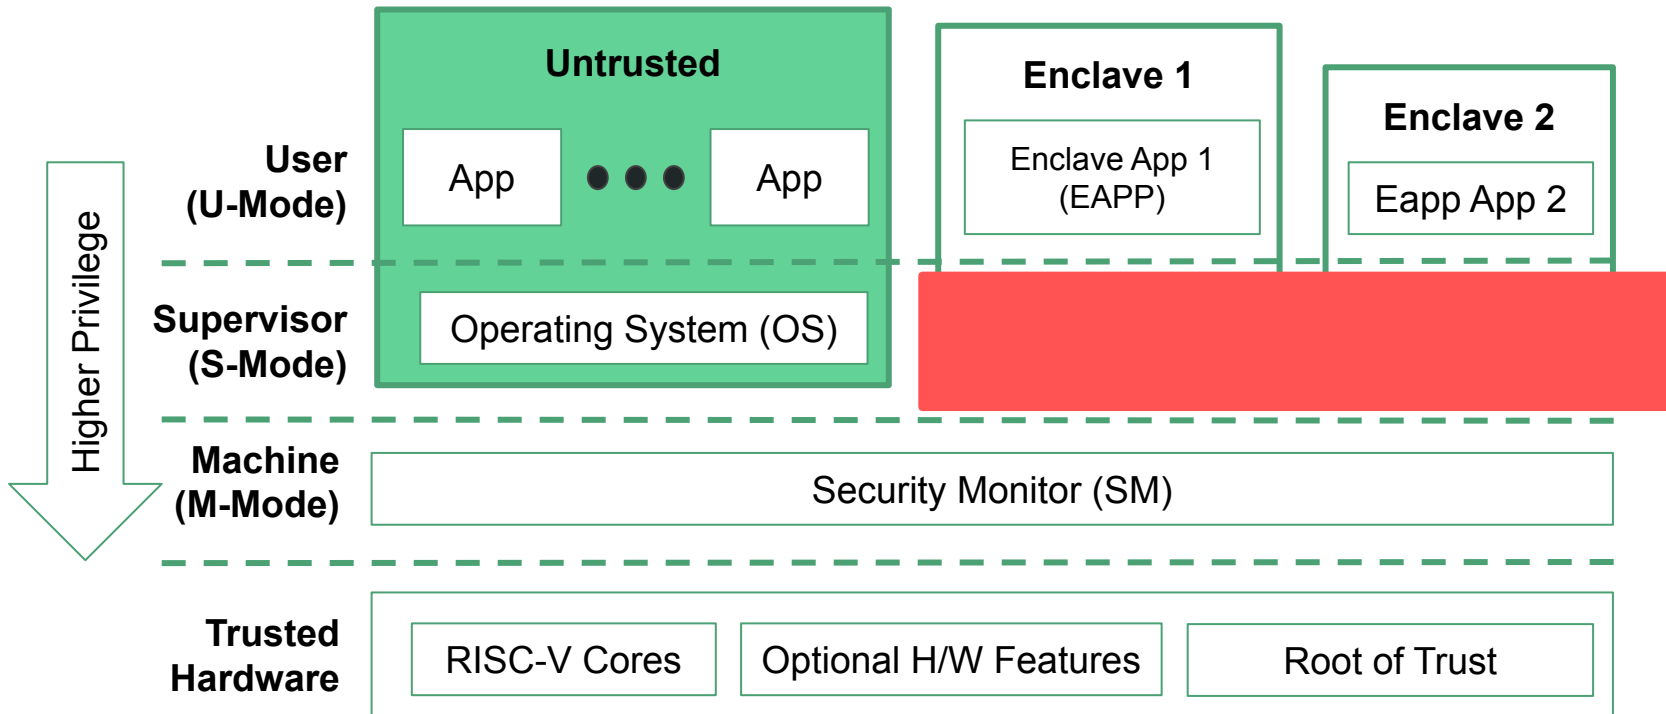 Untrusted
Enclave 1
Enclave 2
User
(U-Mode)
App
App
Enclave App 1
(EAPP)
Eapp App 2
Higher Privilege
Supervisor
(S-Mode)
Operating System (OS)
Machine
(M-Mode)
Security Monitor (SM)
Trusted
Hardware
RISC-V Cores
Optional H/W Features
Root of Trust